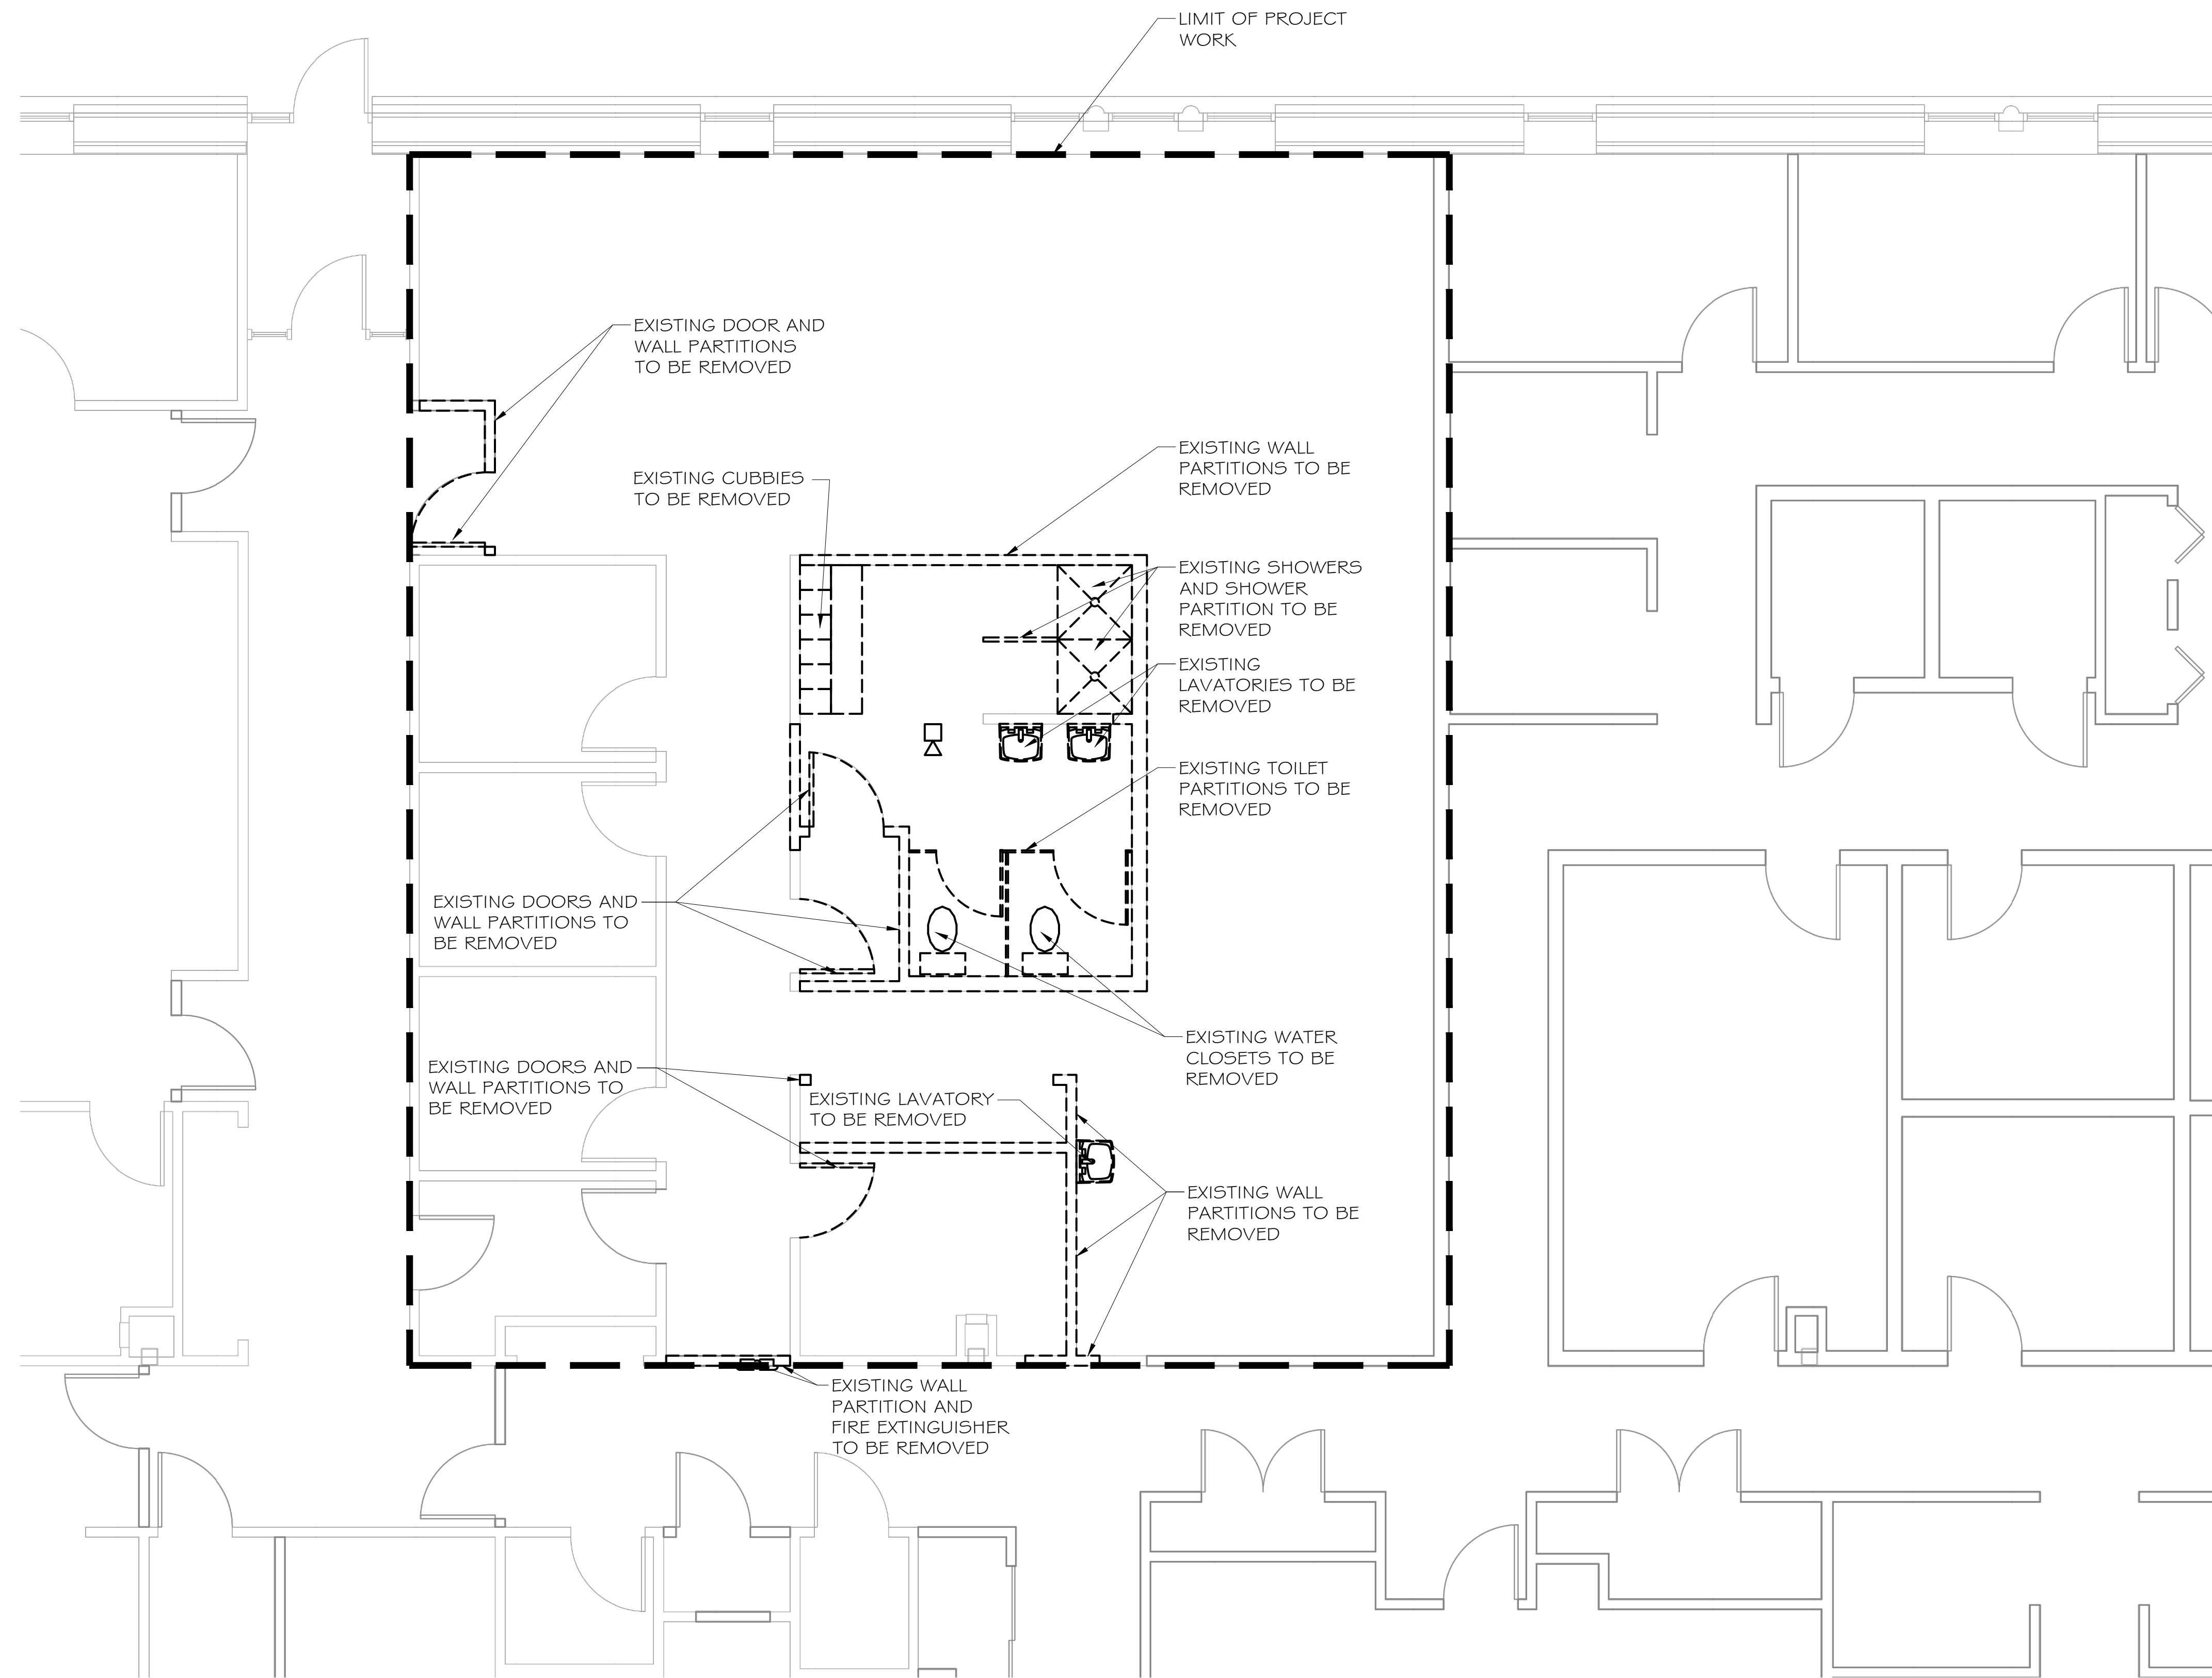 LIMIT OF PROJECT
WORK
EXISTING DOOR AND
WALL PARTITIONS
TO BE REMOVED
EXISTING WALL
PARTITIONS TO BE
REMOVED
EXISTING CUBBIES
TO BE REMOVED
EXISTING SHOWERS
AND SHOWER
PARTITION TO BE
REMOVED
EXISTING
LAVATORIES TO BE
REMOVED
EXISTING TOILET
PARTITIONS TO BE
REMOVED
EXISTING DOORS AND
WALL PARTITIONS TO
BE REMOVED
EXISTING WATER
CLOSETS TO BE
REMOVED
EXISTING DOORS AND
WALL PARTITIONS TO
BE REMOVED
EXISTING LAVATORY
TO BE REMOVED
EXISTING WALL
PARTITIONS TO BE
REMOVED
EXISTING WALL
PARTITION AND
FIRE EXTINGUISHER
TO BE REMOVED